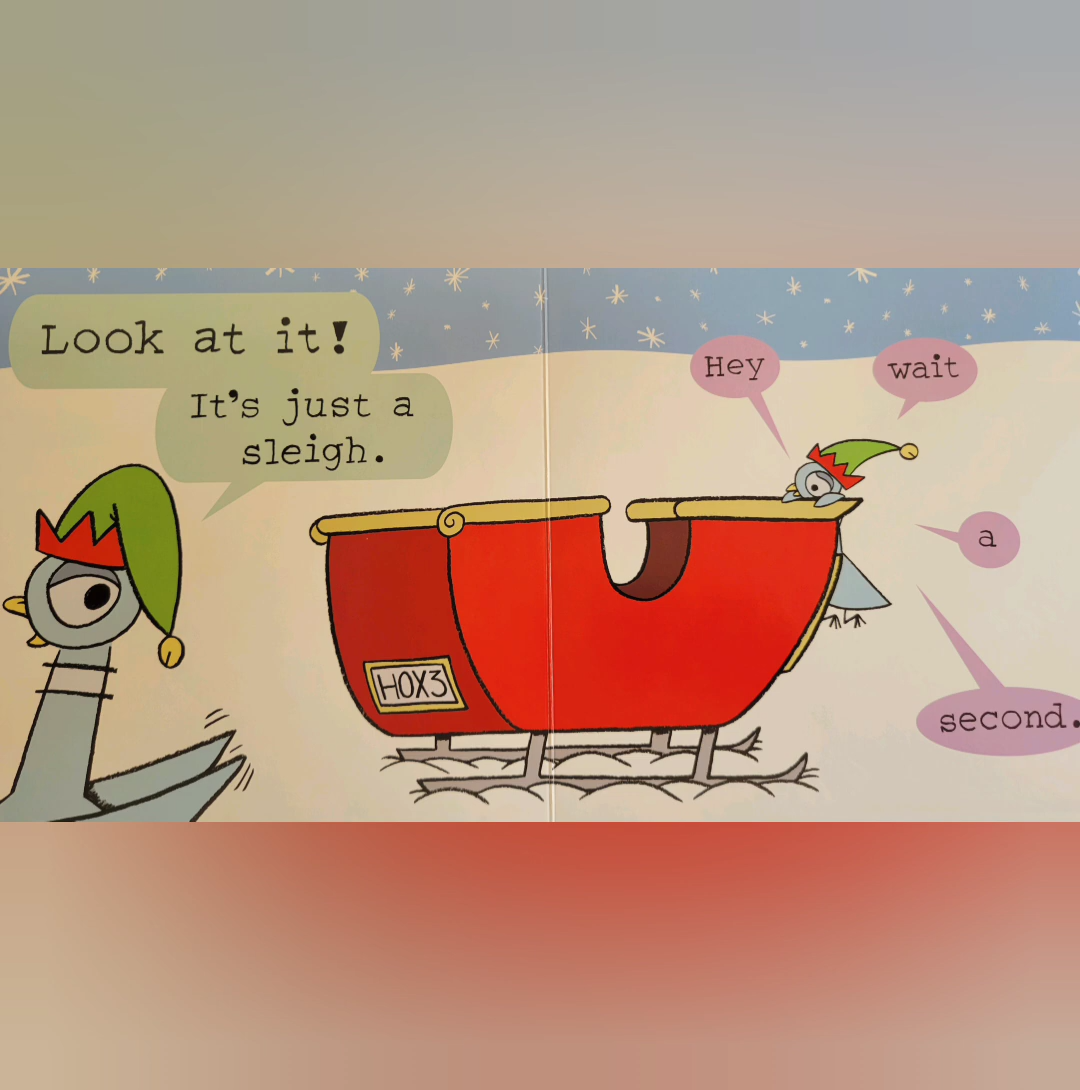 Look at it!
It's just a
sleigh.
HOX3
Hey
wait
a
second.